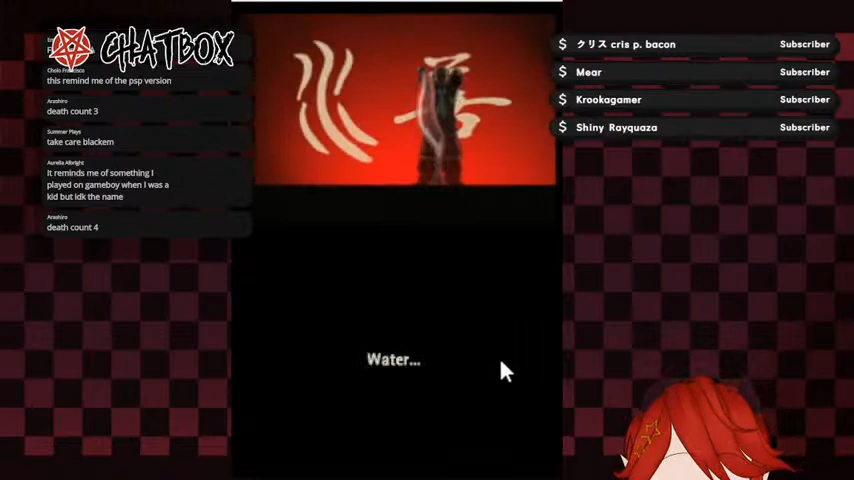 CHATBOX
Cholo Francisco
this remind me of the psp version
Arashiro
death count 3
Summer Plays
take care blackem
Aurelia Albright
It reminds me of something I
played on gameboy when I was a
kid but idk the name
Arashiro
death count 4
Water...
$ クリス cris p. bacon Subscriber
$ Mear Subscriber
$ Krookagamer Subscriber
$ Shiny Rayquaza Subscriber